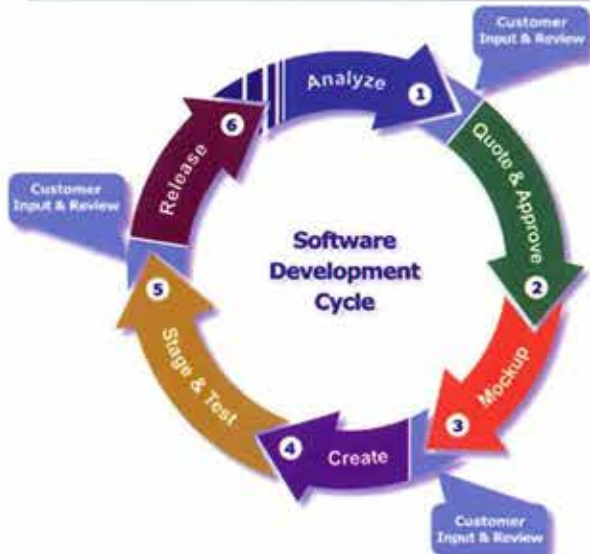 Customer
Input & Review
Analyze
1
Quote & Approve
2
Mockup
3
Customer
Input & Review
Create
4
Stage & Test
5
Customer
Input & Review
Release
6
Software
Development
Cycle